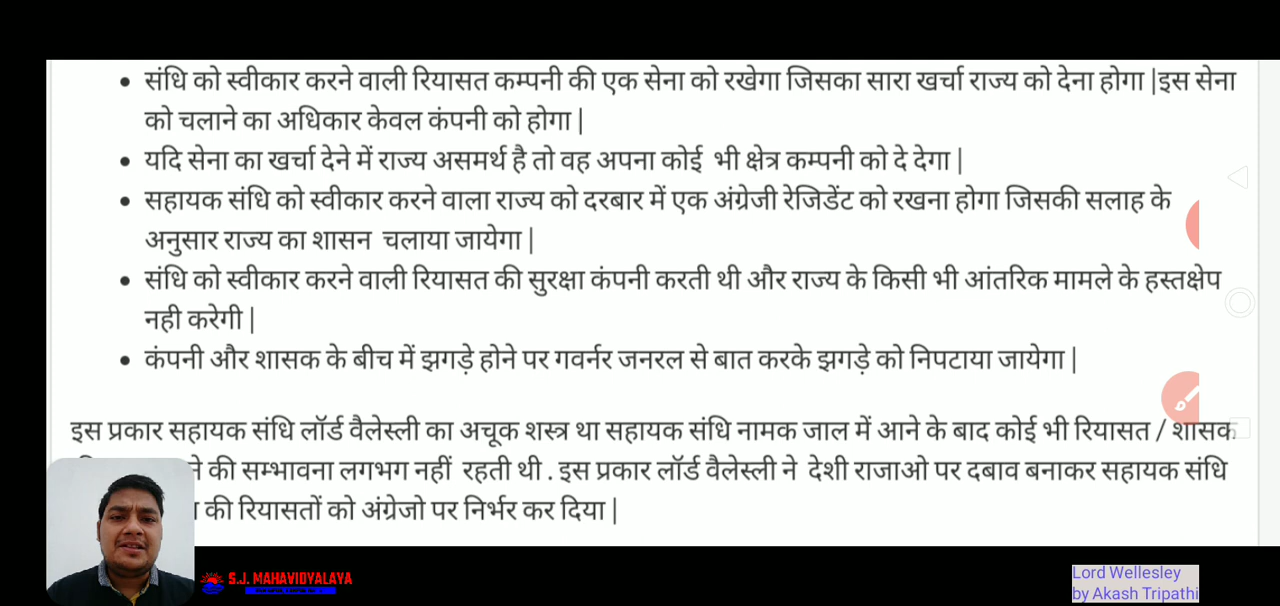 • संधि को स्वीकार करने वाली रियासत कम्पनी की एक सेना को रखेगा जिसका सारा खर्चा राज्य को देना होगा |इस सेना
को चलाने का अधिकार केवल कंपनी को होगा |
• यदि सेना का खर्चा देने में राज्य असमर्थ है तो वह अपना कोई भी क्षेत्र कम्पनी को दे देगा |
• सहायक संधि को स्वीकार करने वाला राज्य को दरबार में एक अंग्रेजी रेजिडेंट को रखना होगा जिसकी सलाह के
अनुसार राज्य का शासन चलाया जायेगा |
• संधि को स्वीकार करने वाली रियासत की सुरक्षा कंपनी करती थी और राज्य के किसी भी आंतरिक मामले के हस्तक्षेप
नही करेगी |
• कंपनी और शासक के बीच में झगड़े होने पर गवर्नर जनरल से बात करके झगड़े को निपटाया जायेगा |
इस प्रकार सहायक संधि लॉर्ड वैलेस्ली का अचूक शस्त्र था सहायक संधि नामक जाल में आने के बाद कोई भी रियासत / शासक
की सम्भावना लगभग नहीं रहती थी . इस प्रकार लॉर्ड वैलेस्ली ने देशी राजाओ पर दबाव बनाकर सहायक संधि
की रियासतों को अंग्रेजो पर निर्भर कर दिया |
S.J. MAHAVIDYALAYA
Lord Wellesley
by Akash Tripathi